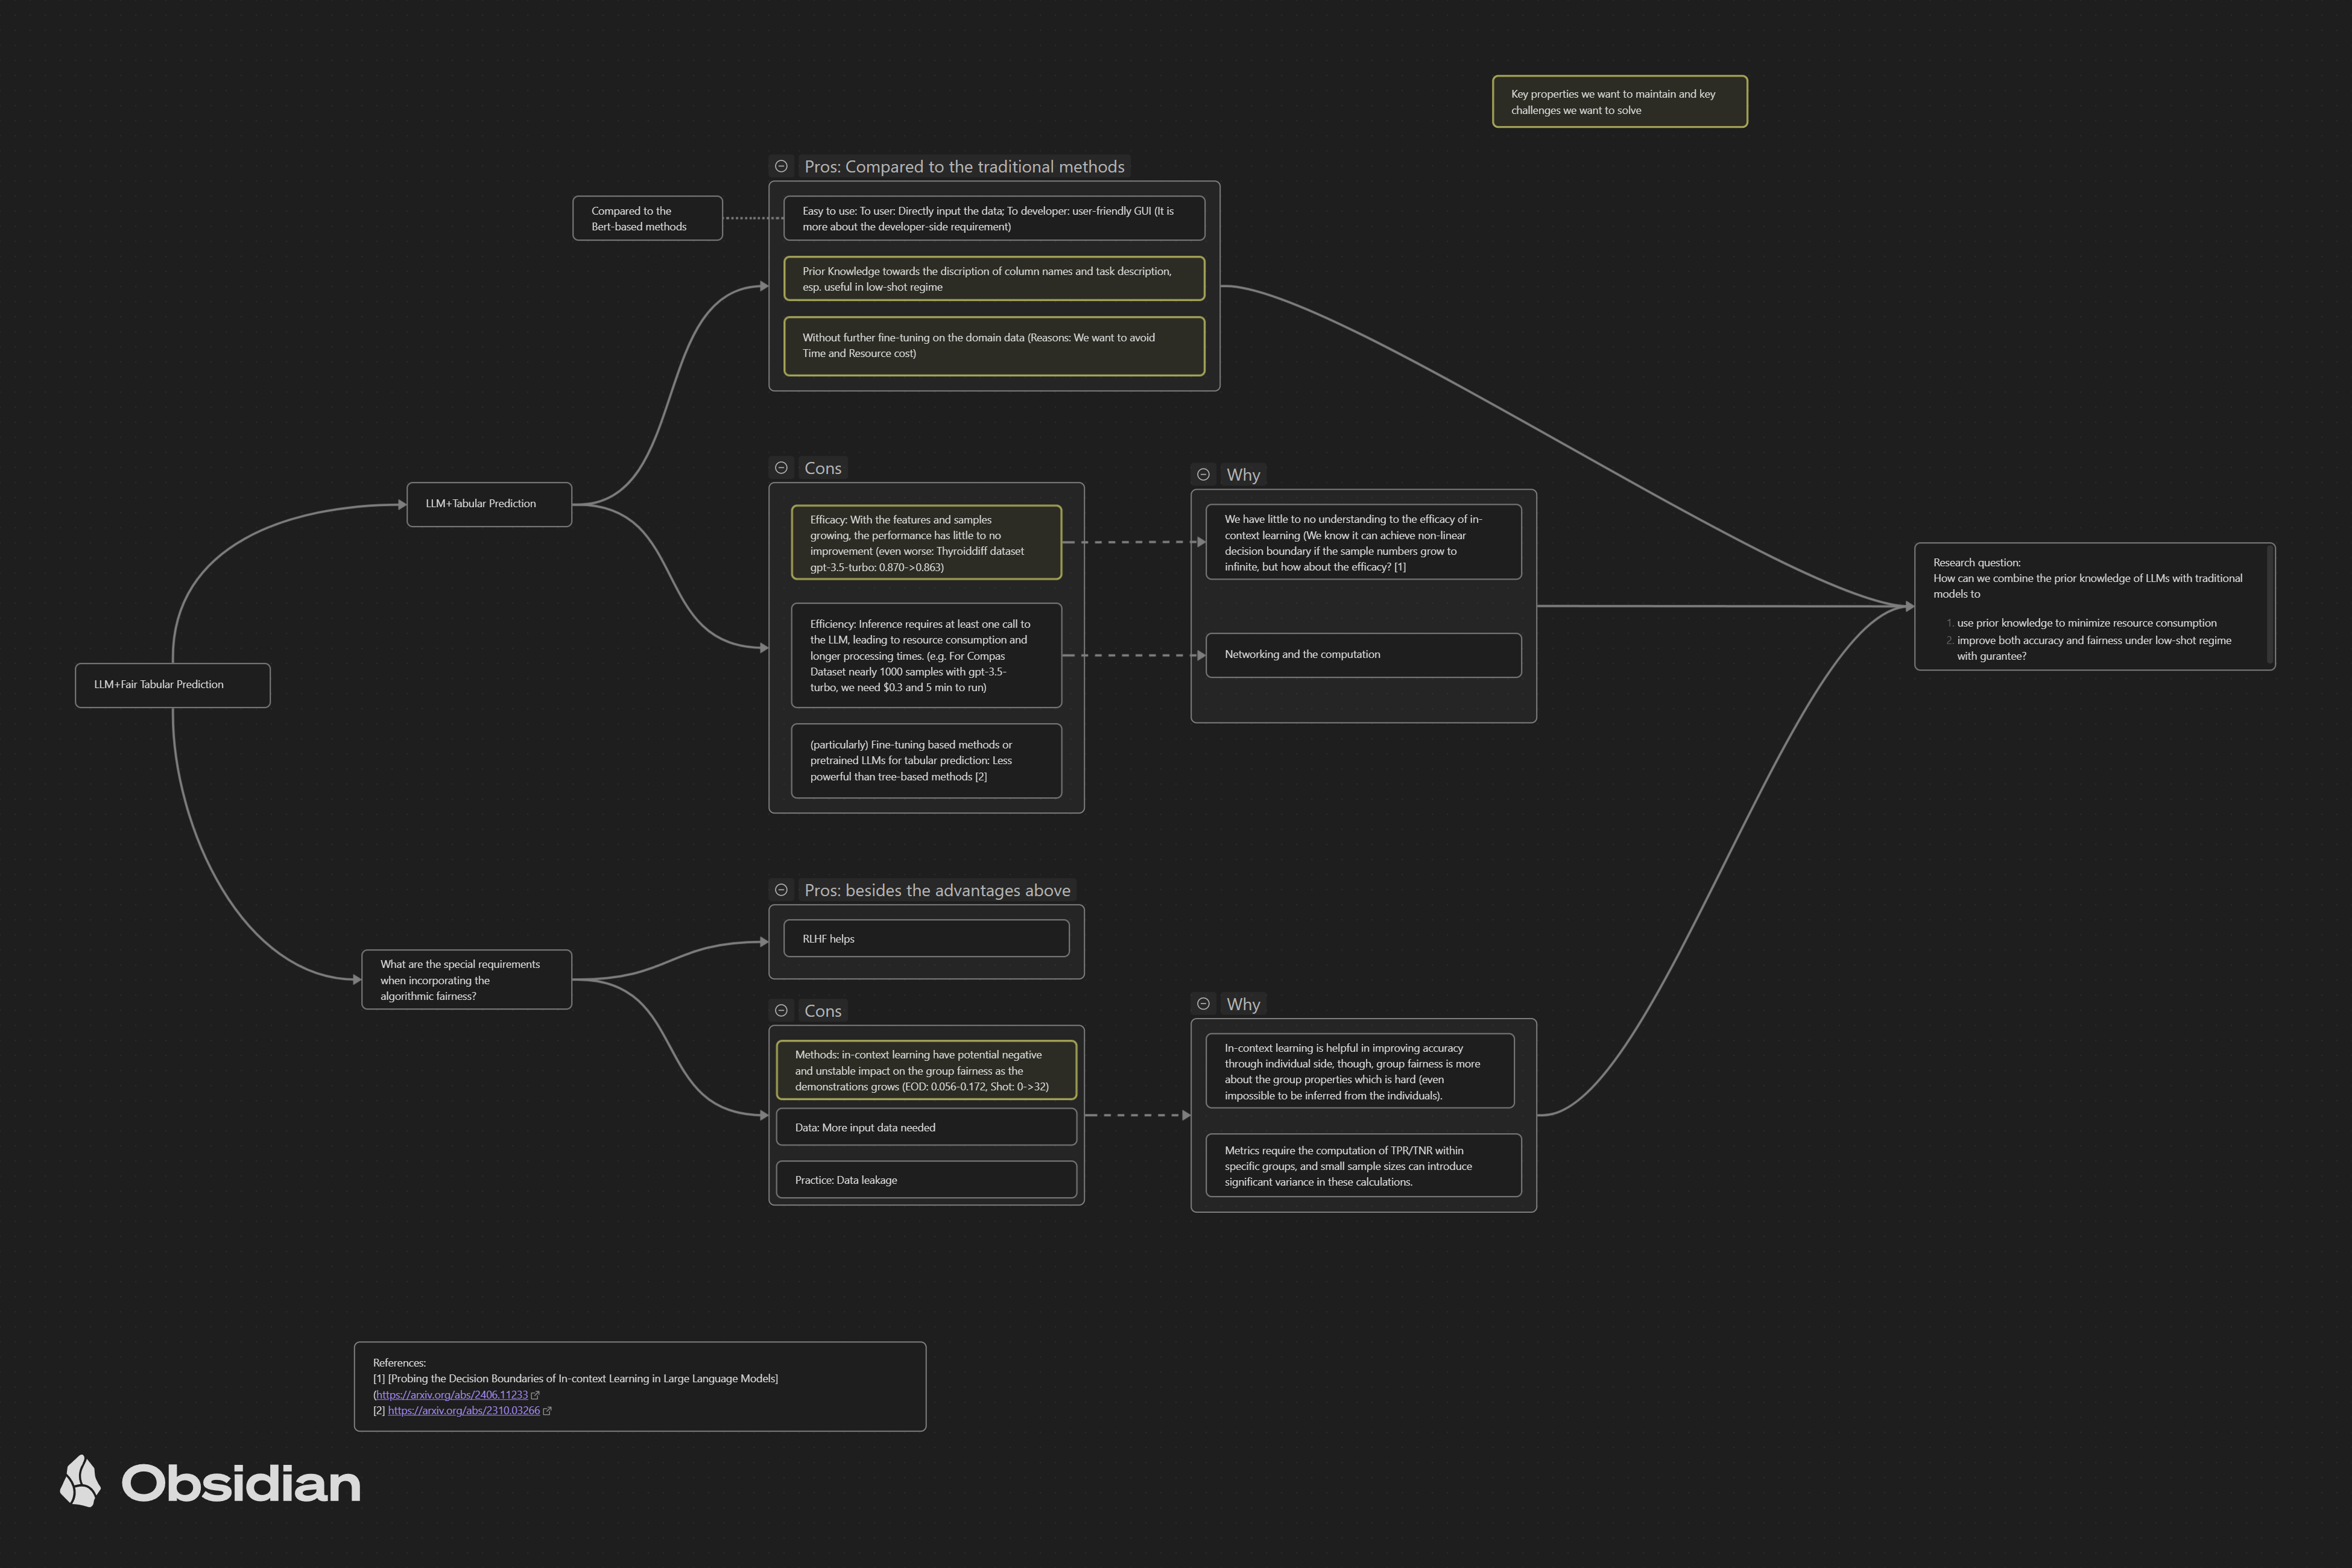 Key properties we want to maintain and key
challenges we want to solve
Pros: Compared to the traditional methods
Compared to the
Bert-based methods
Easy to use: To user: Directly input the data; To developer: user-friendly GUI (It is
more about the developer-side requirement)
Prior Knowledge towards the discription of column names and task description,
esp. useful in low-shot regime
Without further fine-tuning on the domain data (Reasons: We want to avoid
Time and Resource cost)
LLM+Tabular Prediction
Cons
Efficacy: With the features and samples
growing, the performance has little to no
improvement (even worse: Thyroiddiff dataset
gpt-3.5-turbo: 0.870->0.863)
Efficiency: Inference requires at least one call to
the LLM, leading to resource consumption and
longer processing times. (e.g. For Compas
Dataset nearly 1000 samples with gpt-3.5-
turbo, we need $0.3 and 5 min to run)
(particularly) Fine-tuning based methods or
pretrained LLMs for tabular prediction: Less
powerful than tree-based methods [2]
Why
We have little to no understanding to the efficacy of in-
context learning (We know it can achieve non-linear
decision boundary if the sample numbers grow to
infinite, but how about the efficacy? [1]
Networking and the computation
Research question:
How can we combine the prior knowledge of LLMs with traditional
models to
1. use prior knowledge to minimize resource consumption
2. improve both accuracy and fairness under low-shot regime
with gurantee?
LLM+Fair Tabular Prediction
What are the special requirements
when incorporating the
algorithmic fairness?
Pros: besides the advantages above
RLHF helps
Cons
Methods: in-context learning have potential negative
and unstable impact on the group fairness as the
demonstrations grows (EOD: 0.056-0.172, Shot: 0->32)
Data: More input data needed
Practice: Data leakage
Why
In-context learning is helpful in improving accuracy
through individual side, though, group fairness is more
about the group properties which is hard (even
impossible to be inferred from the individuals).
Metrics require the computation of TPR/TNR within
specific groups, and small sample sizes can introduce
significant variance in these calculations.
References:
[1] [Probing the Decision Boundaries of In-context Learning in Large Language Models]
(https://arxiv.org/abs/2406.11233
[2] https://arxiv.org/abs/2310.03266
Obsidian